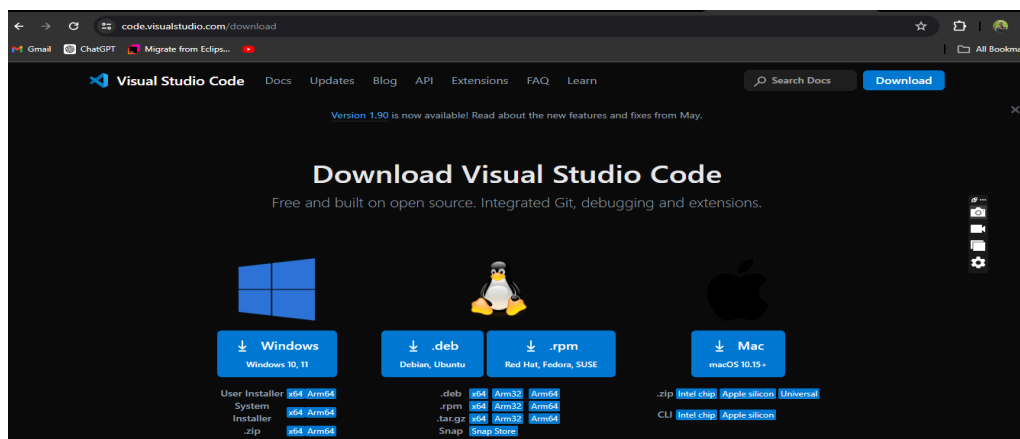 code.visualstudio.com/download
Gmail ChatGPT Migrate from Eclips... All Bookma
Visual Studio Code Docs Updates Blog API Extensions FAQ Learn Search Docs Download
Version 1.90 is now available! Read about the new features and fixes from May.
Download Visual Studio Code
Free and built on open source. Integrated Git, debugging and extensions.
Windows
Windows 10, 11
.deb
Debian, Ubuntu
.rpm
Red Hat, Fedora, SUSE
Mac
macOS 10.15+
User Installer x64 Arm64
System
Installer x64 Arm64
.zip x64 Arm64
.deb x64 Arm32 Arm64
.rpm x64 Arm32 Arm64
.tar.gz x64 Arm32 Arm64
Snap Snap Store
.zip Intel chip Apple silicon Universal
CLI Intel chip Apple silicon